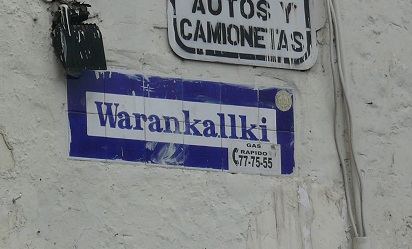 AUTOS Y
CAMIONETAS
Warankallki
GAS
RAPIDO
77-75-55